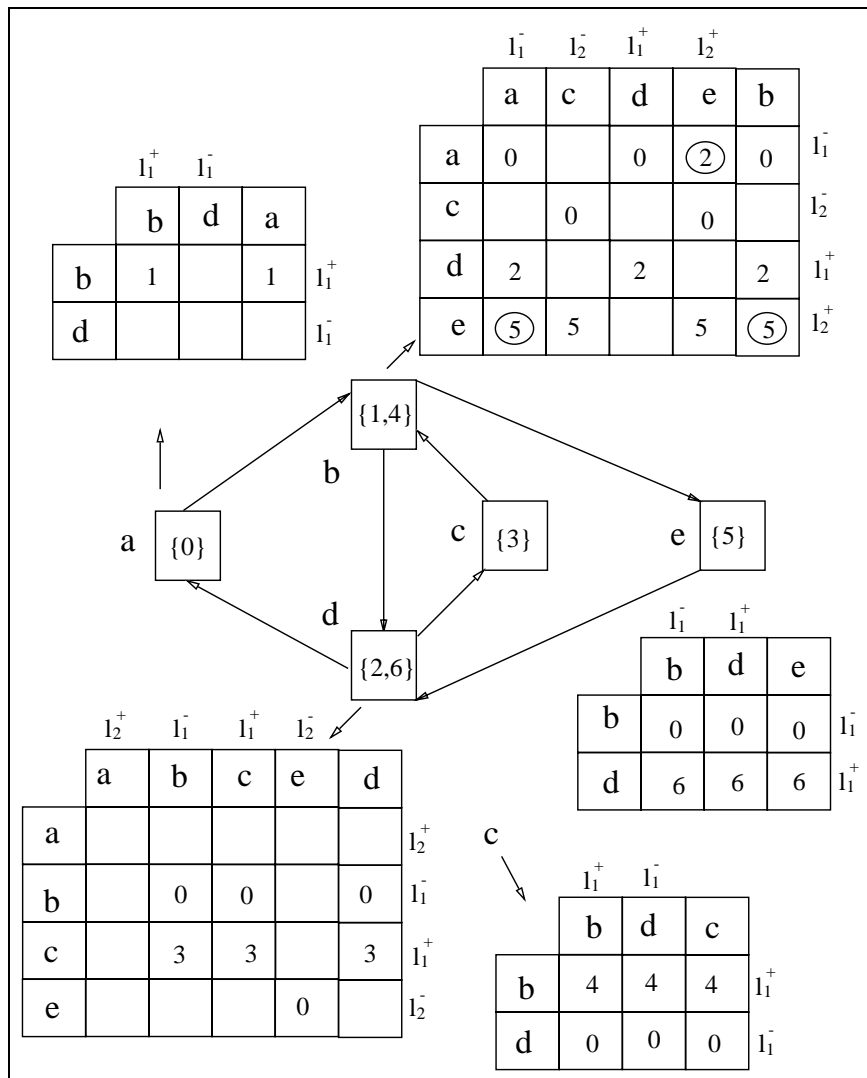 l₁⁻ l₂⁻ l₁⁺ l₂⁺
a c d e b
a 0 0 2 0 l₁⁻
c 0 0 l₂⁻
d 2 2 2 l₁⁺
e 5 5 5 5 l₂⁺
l₁⁺ l₁⁻
b d a
b 1 1 l₁⁺
d l₁⁻
{1,4}
b
a {0}
c {3}
e {5}
d
{2,6}
l₁⁻ l₁⁺
b d e
b 0 0 0 l₁⁻
d 6 6 6 l₁⁺
l₂⁺ l₁⁻ l₁⁺ l₂⁻
a b c e d
a l₂⁺
b 0 0 0 l₁⁻
c 3 3 3 l₁⁺
e 0 l₂⁻
c
l₁⁺ l₁⁻
b d c
b 4 4 4 l₁⁺
d 0 0 0 l₁⁻